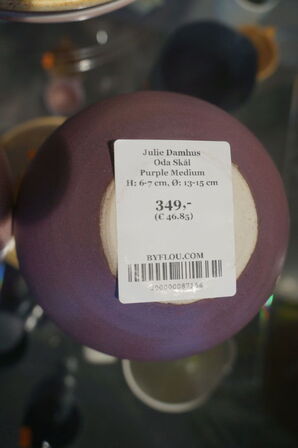 Julie Damhus
Oda Skål
Purple Medium
H: 6-7 cm, Ø: 13-15 cm
349,-
(€ 46.85)
BYFLOU.COM